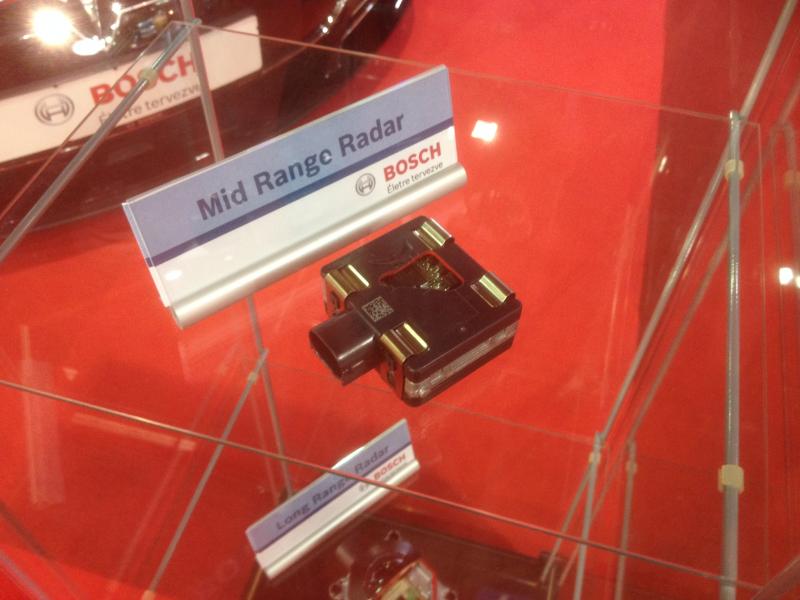 BOSCH
Életre tervezve
Mid Range Radar
BOSCH
Életre tervezve
Long Range Radar
BOSCH